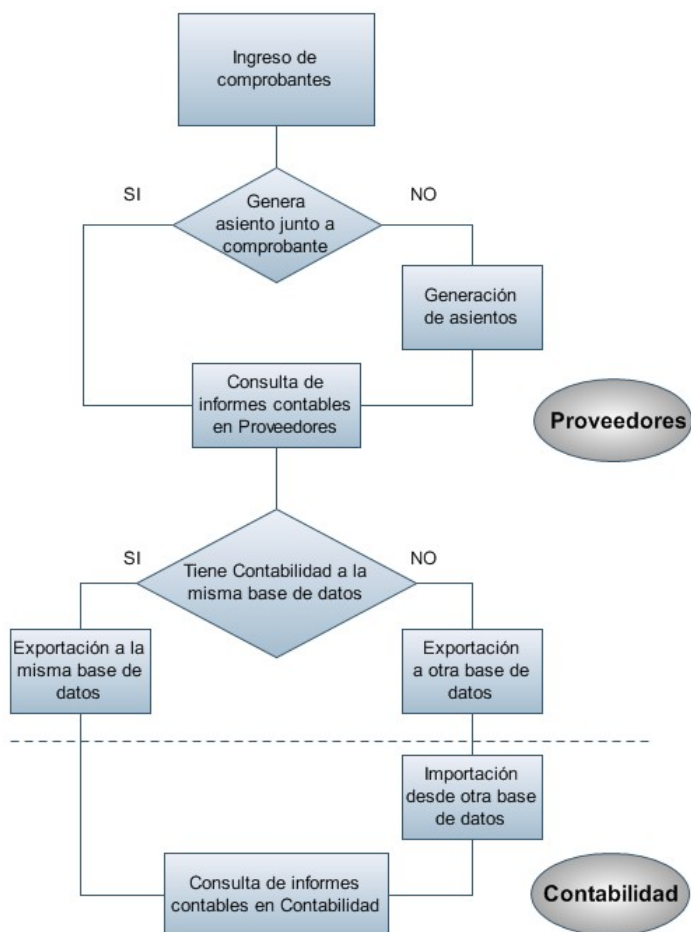 Ingreso de
comprobantes
SI
NO
Genera
asiento junto a
comprobante
Generación
de asientos
Consulta de
informes contables
en Proveedores
Proveedores
SI
NO
Tiene Contabilidad a la
misma base de datos
Exportación a la
misma base de
datos
Exportación
a otra base de
datos
Importación
desde otra base
de datos
Consulta de informes
contables en Contabilidad
Contabilidad